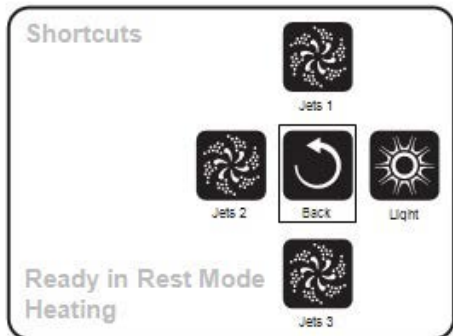 Shortcuts
Jets 1
Jets 2
Back
Light
Ready in Rest Mode
Heating
Jets 3